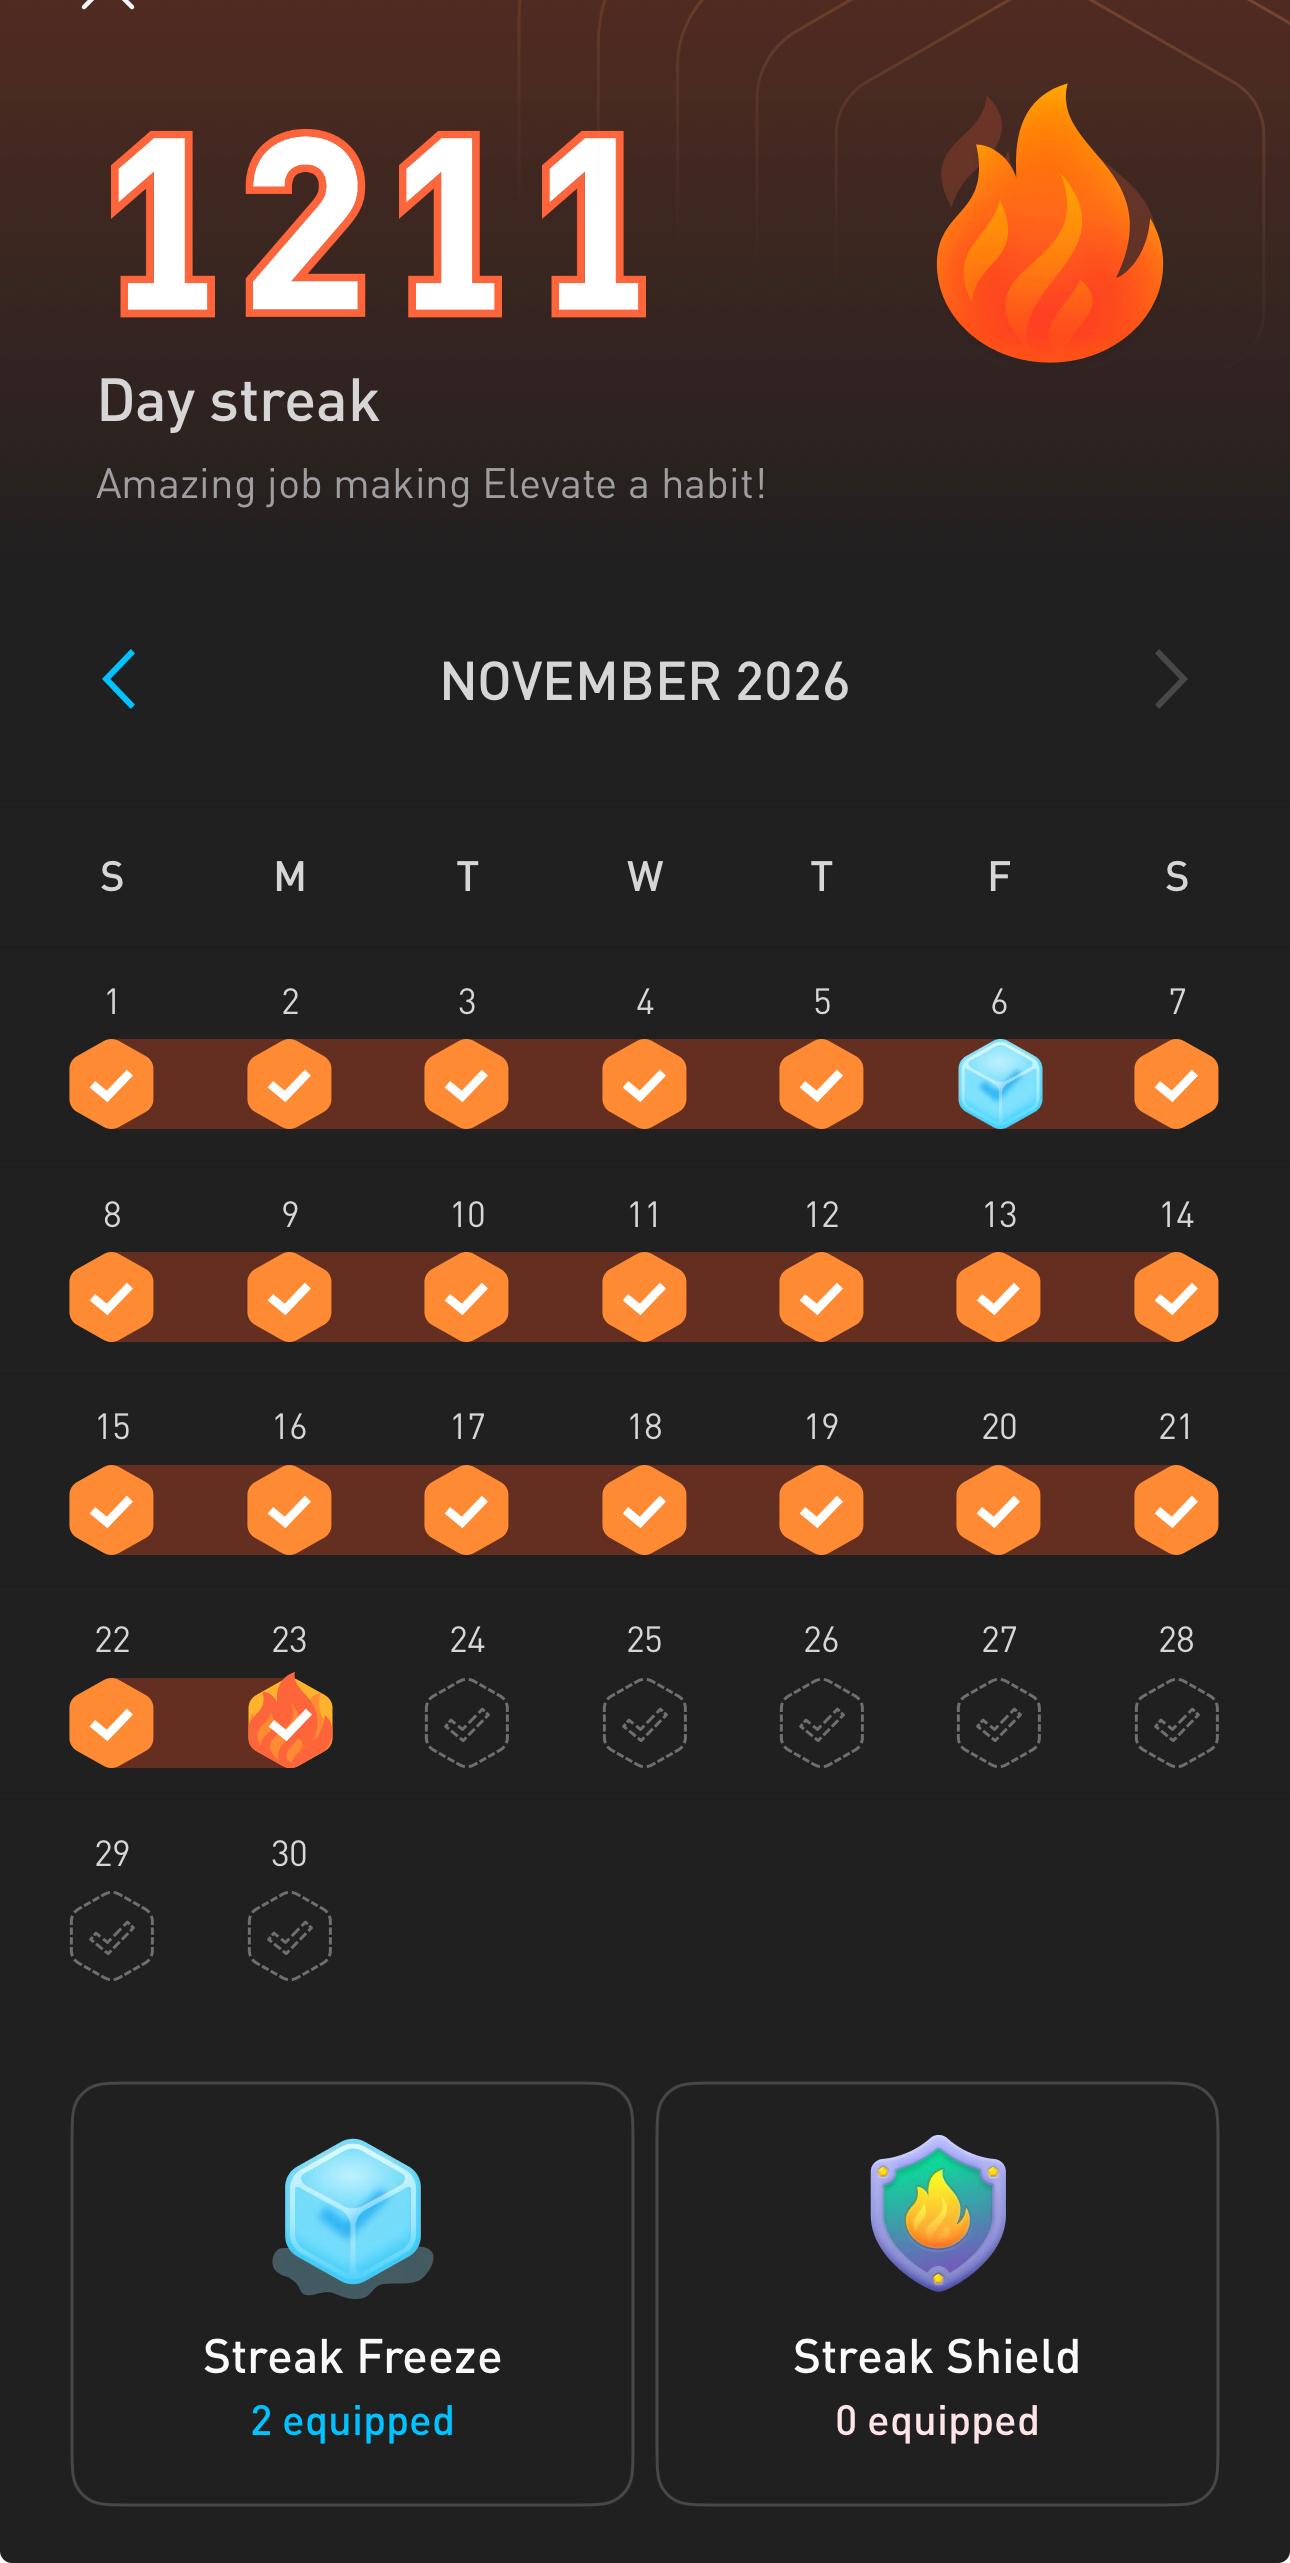 1211
Day streak
Amazing job making Elevate a habit!
NOVEMBER 2026
S M T W T F S
1 2 3 4 5 6 7
8 9 10 11 12 13 14
15 16 17 18 19 20 21
22 23 24 25 26 27 28
29 30
Streak Freeze
2 equipped
Streak Shield
0 equipped